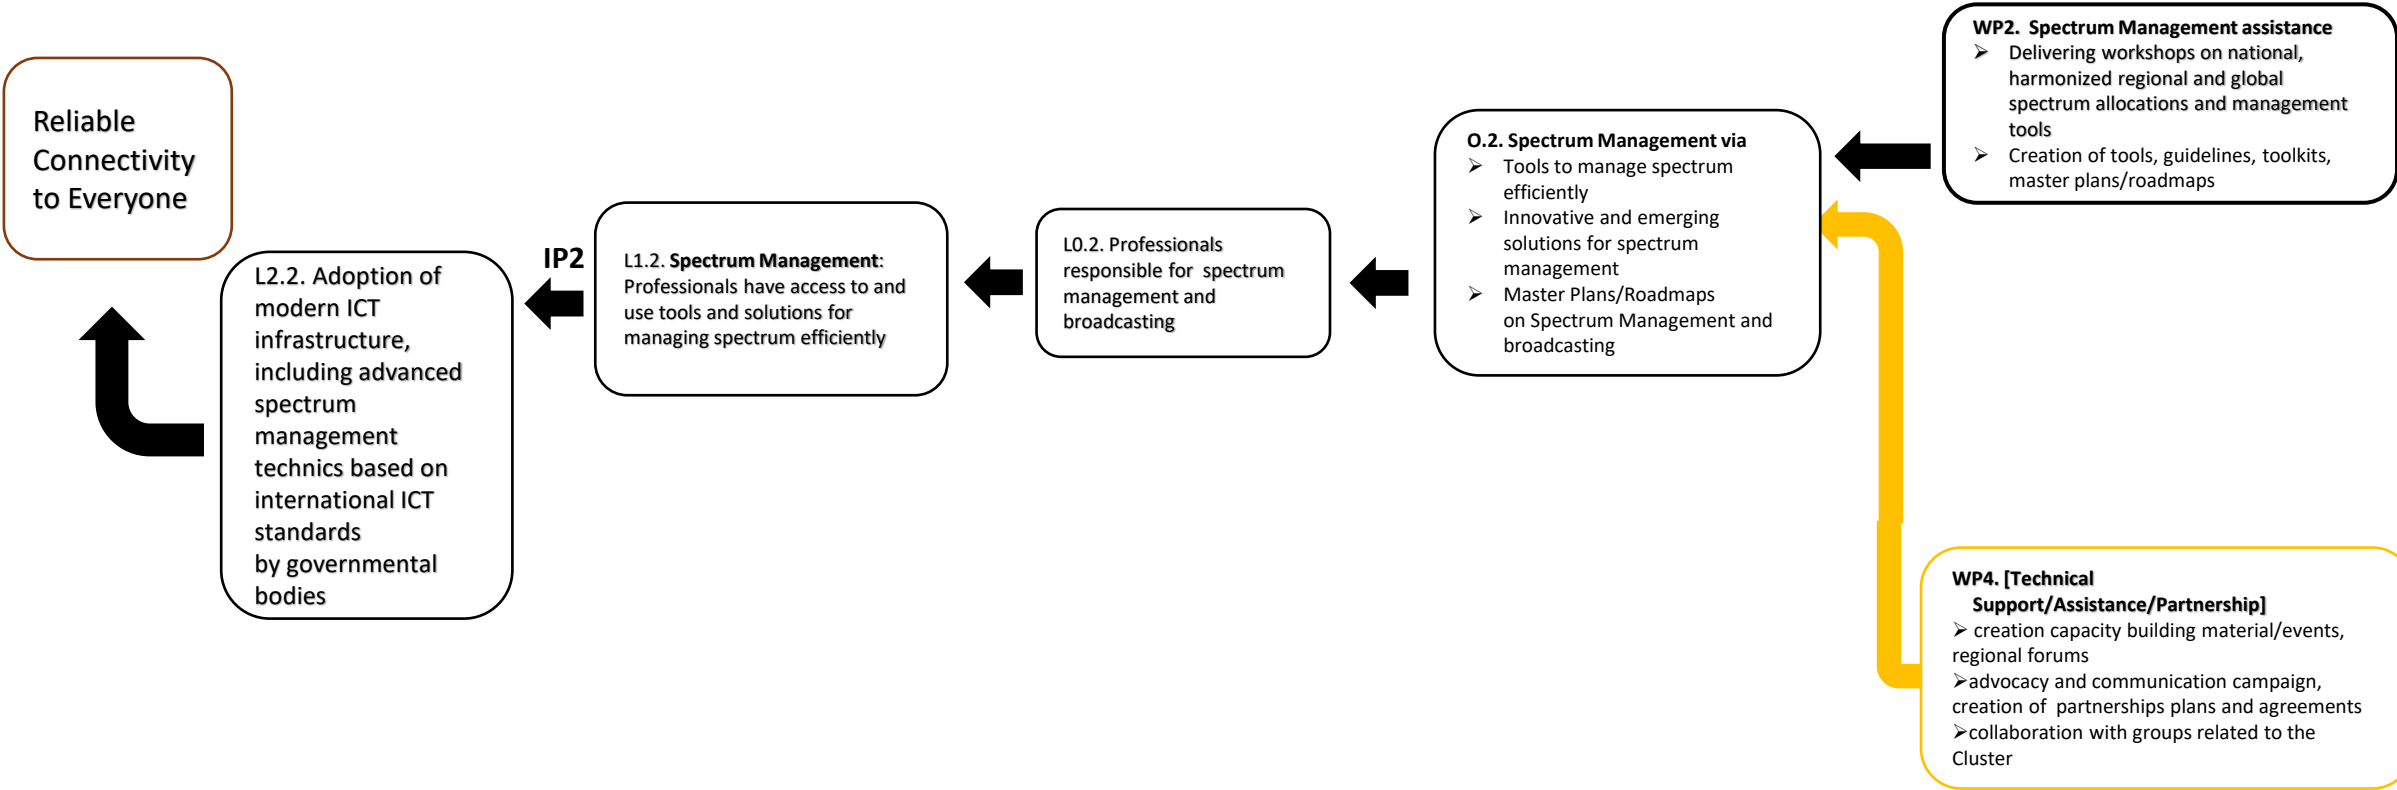 Reliable
Connectivity
to Everyone
L2.2. Adoption of
modern ICT
infrastructure,
including advanced
spectrum
management
technics based on
international ICT
standards
by governmental
bodies
IP2
L1.2. Spectrum Management:
Professionals have access to and
use tools and solutions for
managing spectrum efficiently
L0.2. Professionals
responsible for spectrum
management and
broadcasting
O.2. Spectrum Management via
➢ Tools to manage spectrum
efficiently
➢ Innovative and emerging
solutions for spectrum
management
➢ Master Plans/Roadmaps
on Spectrum Management and
broadcasting
WP2. Spectrum Management assistance
➢ Delivering workshops on national,
harmonized regional and global
spectrum allocations and management
tools
➢ Creation of tools, guidelines, toolkits,
master plans/roadmaps
WP4. [Technical
Support/Assistance/Partnership]
➢ creation capacity building material/events,
regional forums
➢advocacy and communication campaign,
creation of partnerships plans and agreements
➢collaboration with groups related to the
Cluster